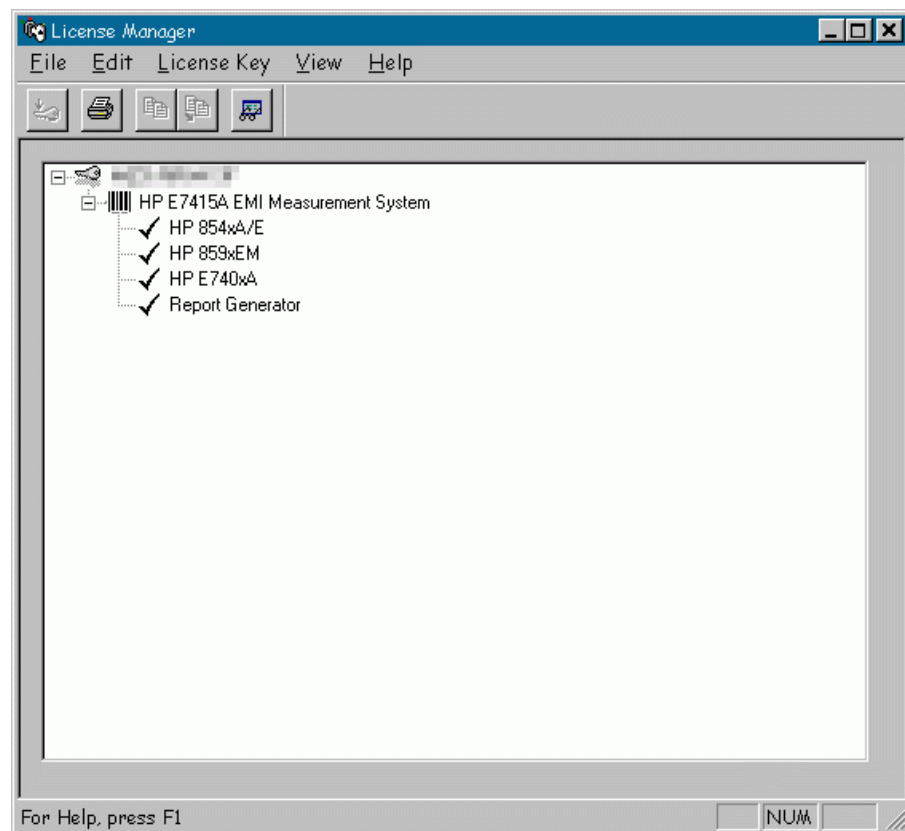 License Manager
File Edit License Key View Help
HP E7415A EMI Measurement System
HP 854xA/E
HP 859xEM
HP E740xA
Report Generator
For Help, press F1
NUM